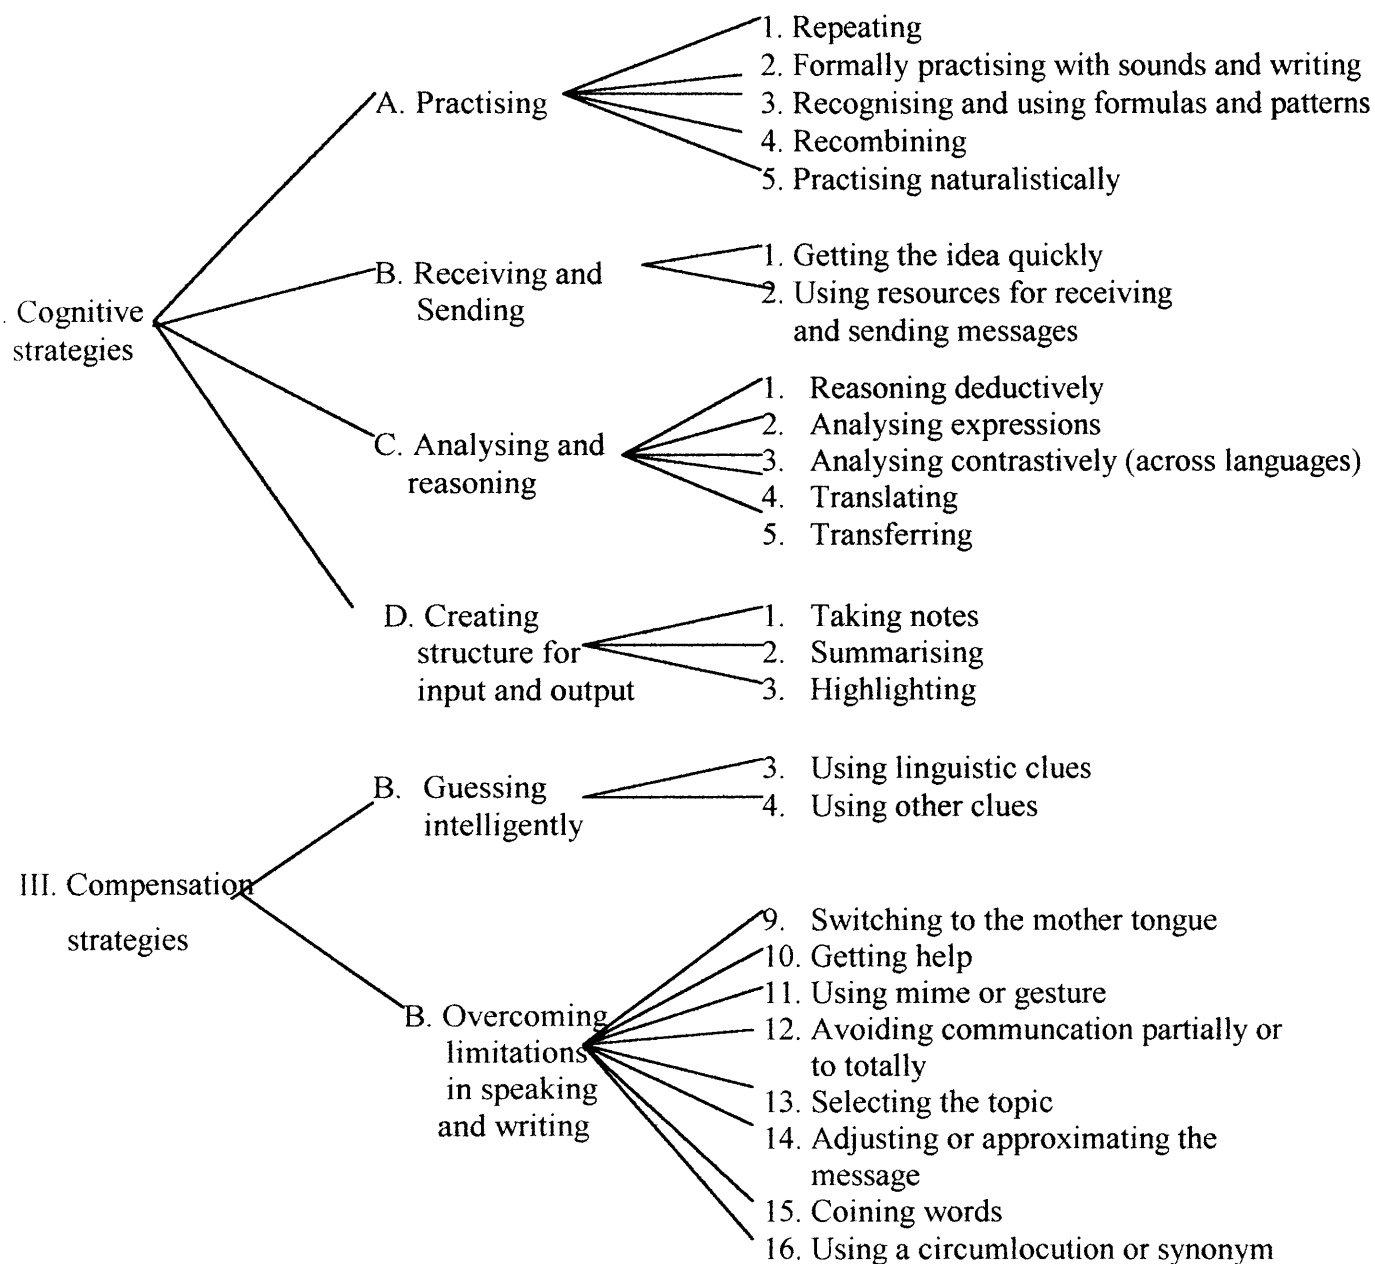 1. Repeating
2. Formally practising with sounds and writing
A. Practising
3. Recognising and using formulas and patterns
4. Recombining
5. Practising naturalistically
1. Getting the idea quickly
B. Receiving and
Sending
2. Using resources for receiving
and sending messages
. Cognitive
strategies
1. Reasoning deductively
2. Analysing expressions
C. Analysing and
reasoning
3. Analysing contrastively (across languages)
4. Translating
5. Transferring
D. Creating
structure for
input and output
1. Taking notes
2. Summarising
3. Highlighting
B. Guessing
intelligently
3. Using linguistic clues
4. Using other clues
III. Compensation
strategies
9. Switching to the mother tongue
10. Getting help
11. Using mime or gesture
B. Overcoming
limitations
in speaking
and writing
12. Avoiding communcation partially or
to totally
13. Selecting the topic
14. Adjusting or approximating the
message
15. Coining words
16. Using a circumlocution or synonym